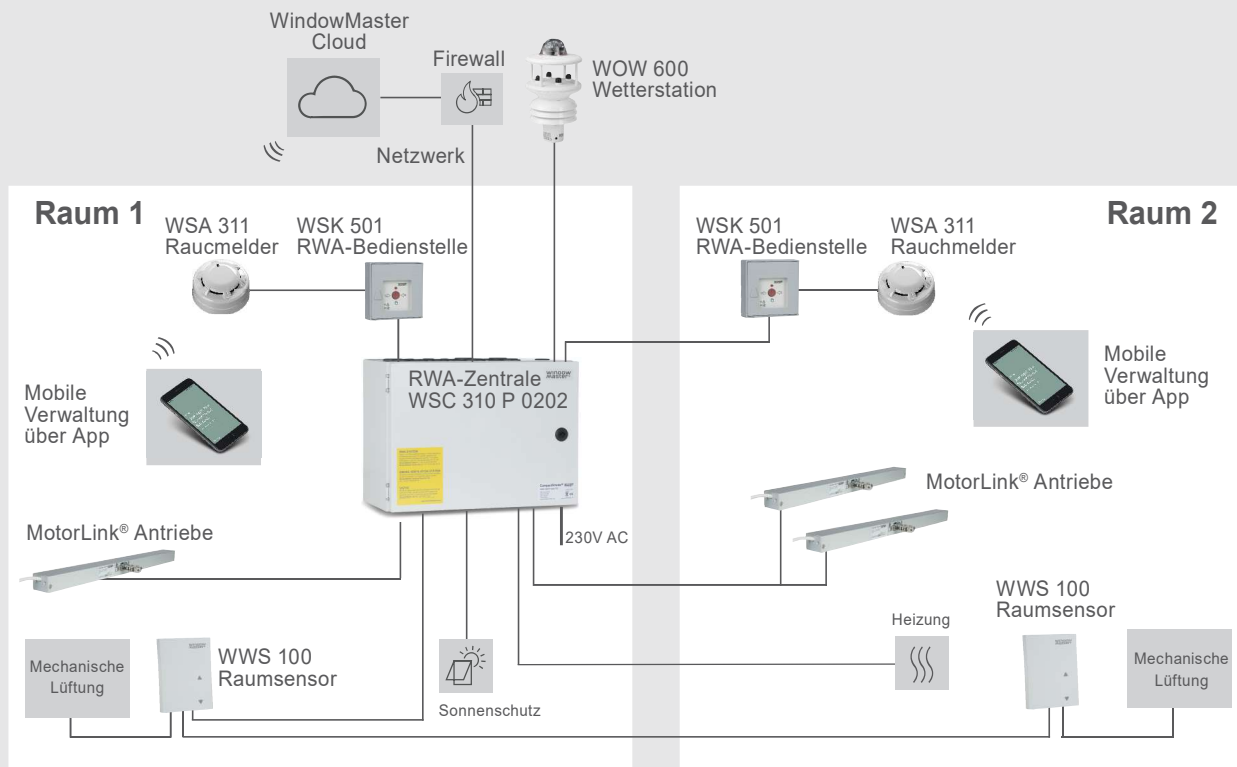 WindowMaster
Cloud
Firewall
WOW 600
Wetterstation
Netzwerk
Raum 1
WSA 311
Raucmelder
WSK 501
RWA-Bedienstelle
WSK 501
RWA-Bedienstelle
WSA 311
Rauchmelder
Raum 2
Mobile
Verwaltung
über App
RWA-Zentrale
WSC 310 P 0202
WINDOW
MASTER
Mobile
Verwaltung
über App
MotorLink® Antriebe
230V AC
MotorLink® Antriebe
Mechanische
Lüftung
WWS 100
Raumsensor
Sonnenschutz
Heizung
WWS 100
Raumsensor
Mechanische
Lüftung